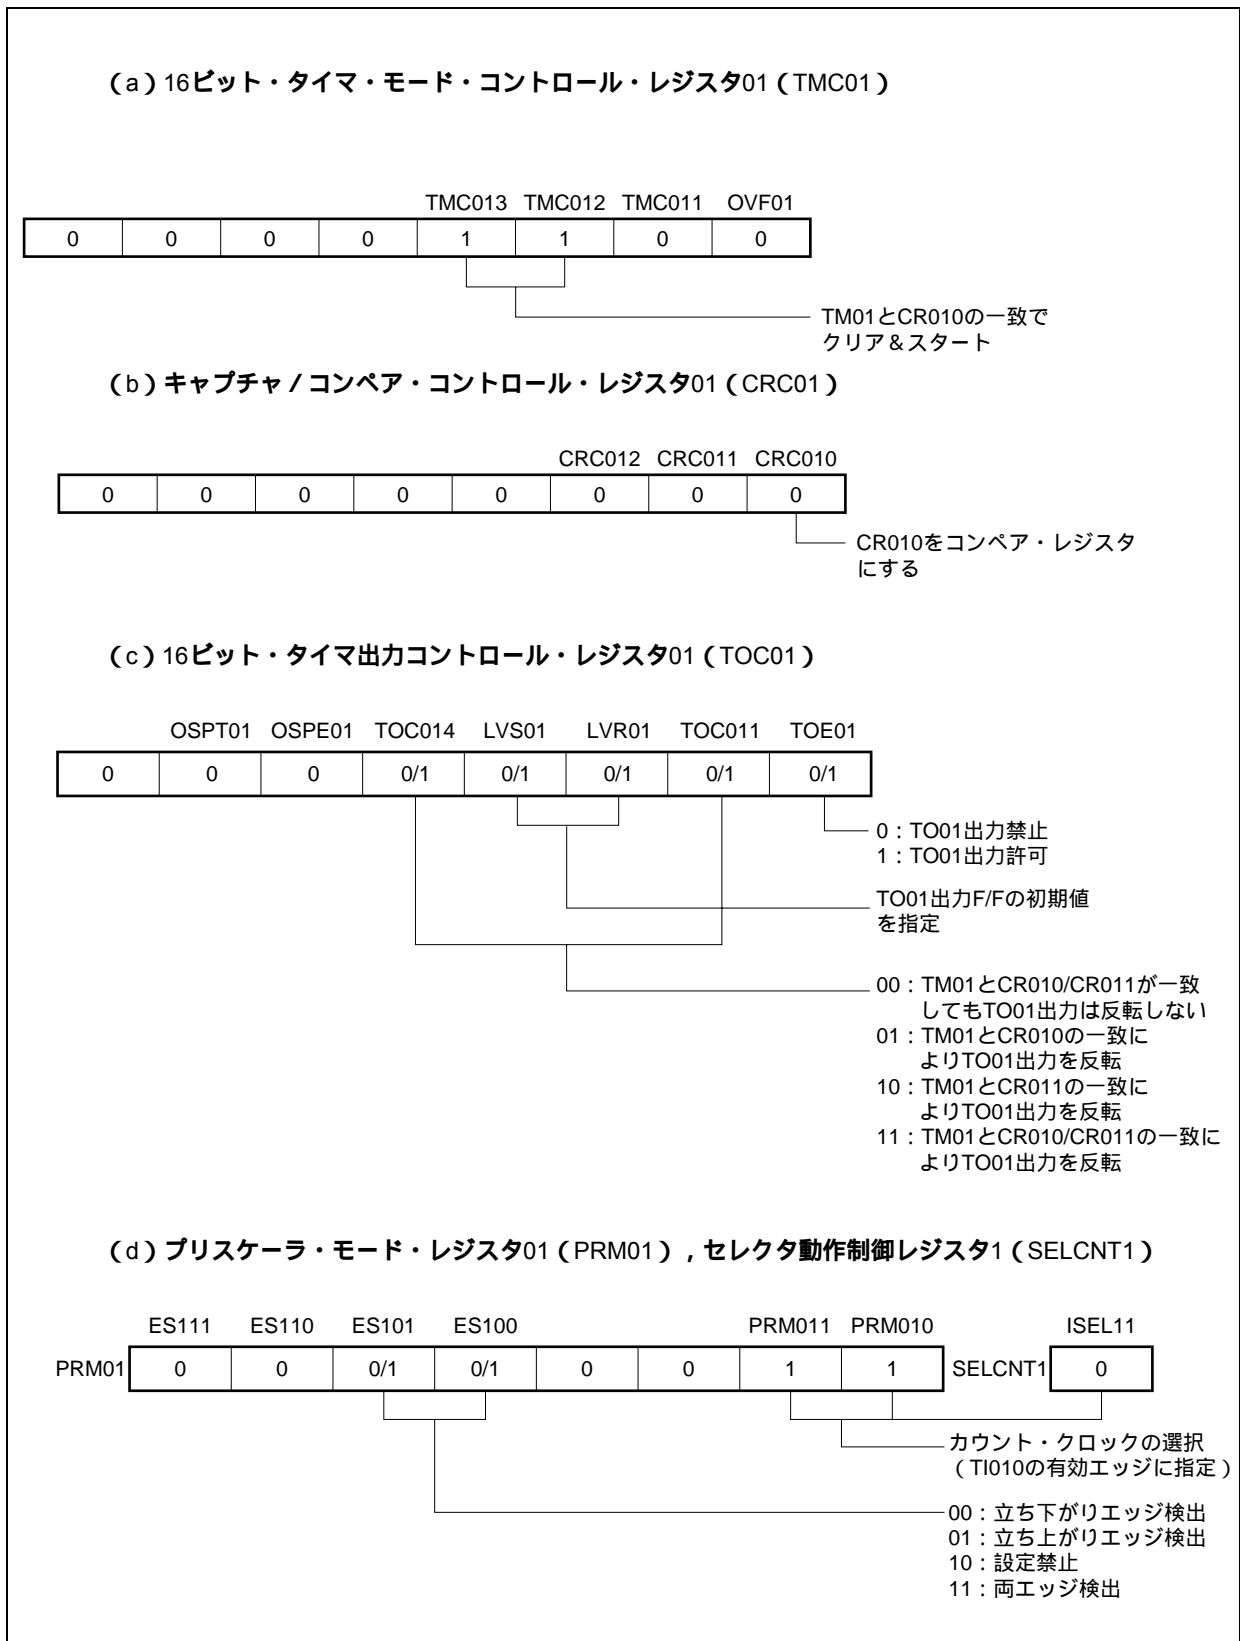 (a)16ビット・タイマ・モード・コントロール・レジスタ01(TMC01)
TMC013 TMC012 TMC011 OVF01
0 0 0 0 1 1 0 0
TM01とCR010の一致で
クリア&スタート
(b)キャプチャ/コンペア・コントロール・レジスタ01(CRC01)
CRC012 CRC011 CRC010
0 0 0 0 0 0 0 0
CR010をコンペア・レジスタ
にする
(c)16ビット・タイマ出力コントロール・レジスタ01(TOC01)
OSPT01 OSPE01 TOC014 LVS01 LVR01 TOC011 TOE01
0 0 0 0/1 0/1 0/1 0/1 0/1
0:TO01出力禁止
1:TO01出力許可
TO01出力F/Fの初期値
を指定
00:TM01とCR010/CR011が一致
してもTO01出力は反転しない
01:TM01とCR010の一致に
よりTO01出力を反転
10:TM01とCR011の一致に
よりTO01出力を反転
11:TM01とCR010/CR011の一致に
よりTO01出力を反転
(d)プリスケーラ・モード・レジスタ01(PRM01),セレクタ動作制御レジスタ1(SELCNT1)
ES111 ES110 ES101 ES100 PRM011 PRM010 ISEL11
PRM01 0 0 0/1 0/1 0 0 1 1 SELCNT1 0
カウント・クロックの選択
(TI010の有効エッジに指定)
00:立ち下がりエッジ検出
01:立ち上がりエッジ検出
10:設定禁止
11:両エッジ検出